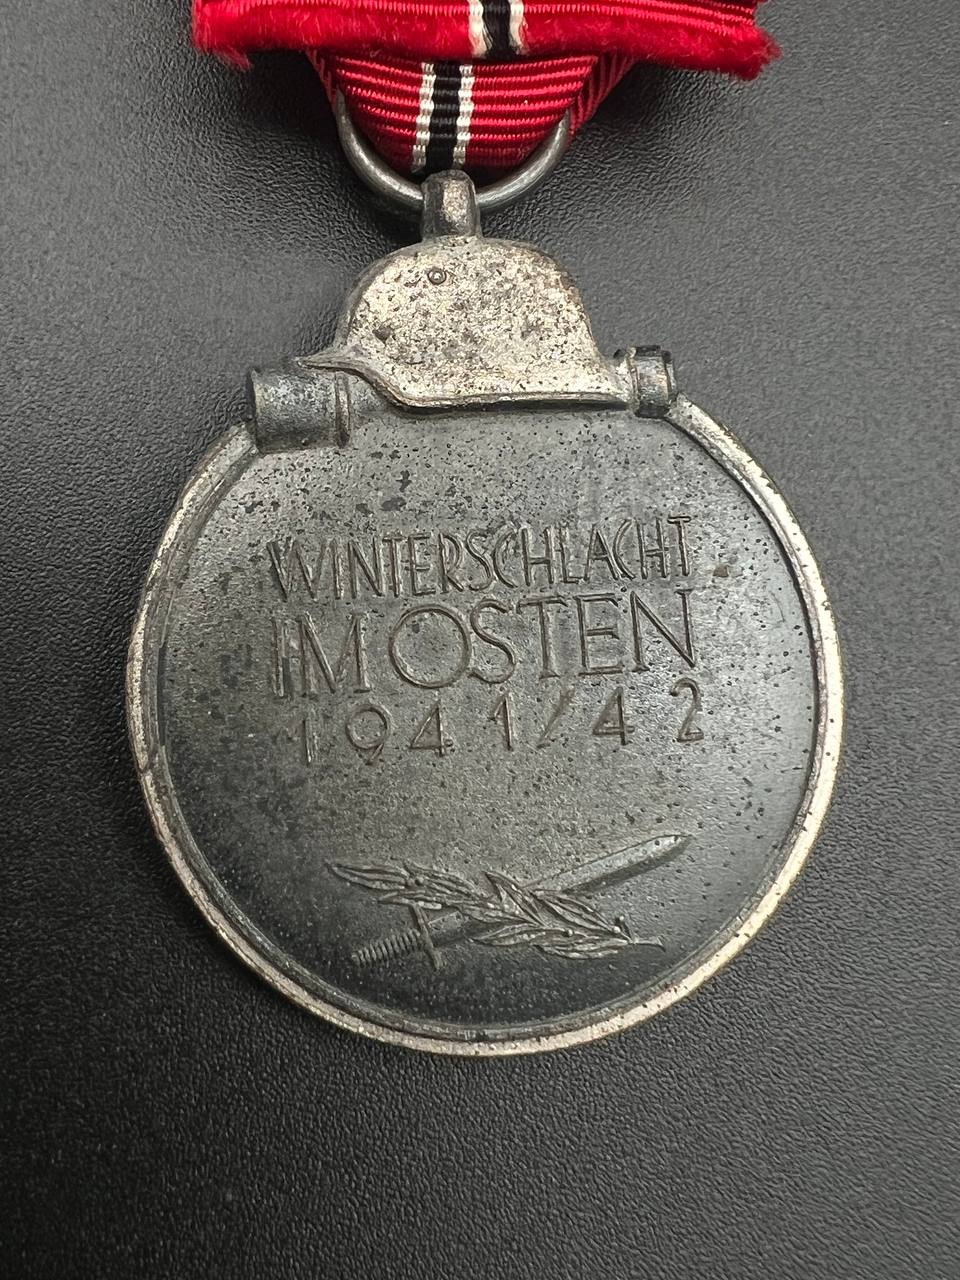 WINTERSCHLACHT
IM OSTEN
1941/42